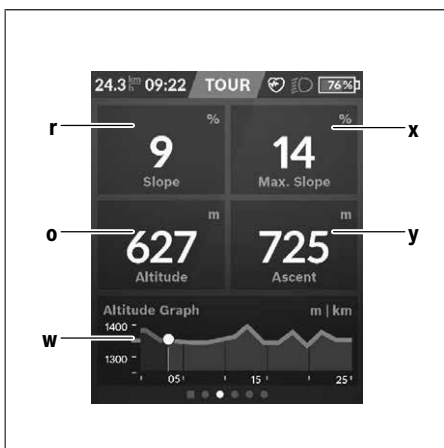 24.3 km/h 09:22 TOUR 76%
r % % x
9 14
Slope Max. Slope
m m
o y
627 725
Altitude Ascent
Altitude Graph m | km
1400
w
1300
05 15 25